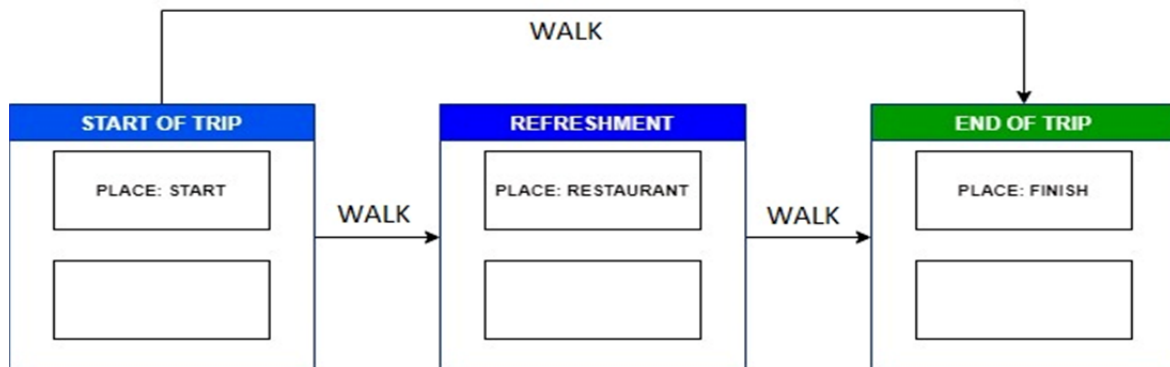 WALK
START OF TRIP
REFRESHMENT
END OF TRIP
PLACE: START
PLACE: RESTAURANT
PLACE: FINISH
WALK
WALK